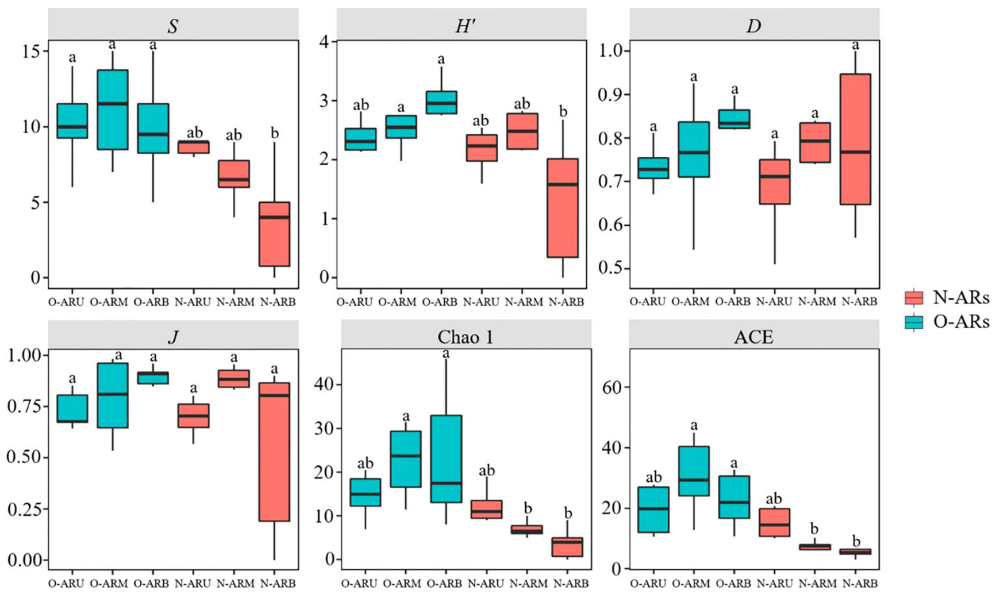 S
15
10
5
0
a
a
a
ab
ab
b
O-ARU O-ARM O-ARB N-ARU N-ARM N-ARB
H'
4
3
2
1
0
ab
a
a
ab
ab
b
O-ARU O-ARM O-ARB N-ARU N-ARM N-ARB
D
1.0
0.9
0.8
0.7
0.6
0.5
a
a
a
a
a
a
O-ARU O-ARM O-ARB N-ARU N-ARM N-ARB
N-ARs
O-ARs
J
1.00
0.75
0.50
0.25
0.00
a
a
a
a
a
a
O-ARU O-ARM O-ARB N-ARU N-ARM N-ARB
Chao 1
40
30
20
10
0
ab
a
a
ab
b
b
O-ARU O-ARM O-ARB N-ARU N-ARM N-ARB
ACE
60
40
20
0
ab
a
a
ab
b
b
O-ARU O-ARM O-ARB N-ARU N-ARM N-ARB